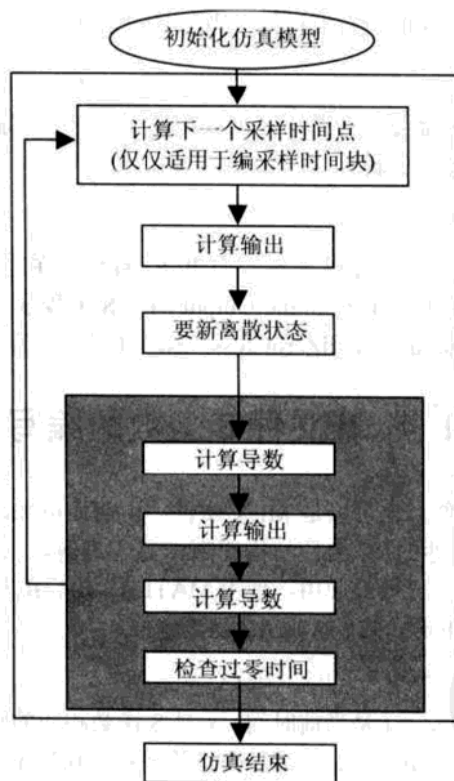 初始化仿真模型
计算下一个采样时间点
(仅仅适用于编采样时间块)
计算输出
要新离散状态
计算导数
计算输出
计算导数
检查过零时间
仿真结束